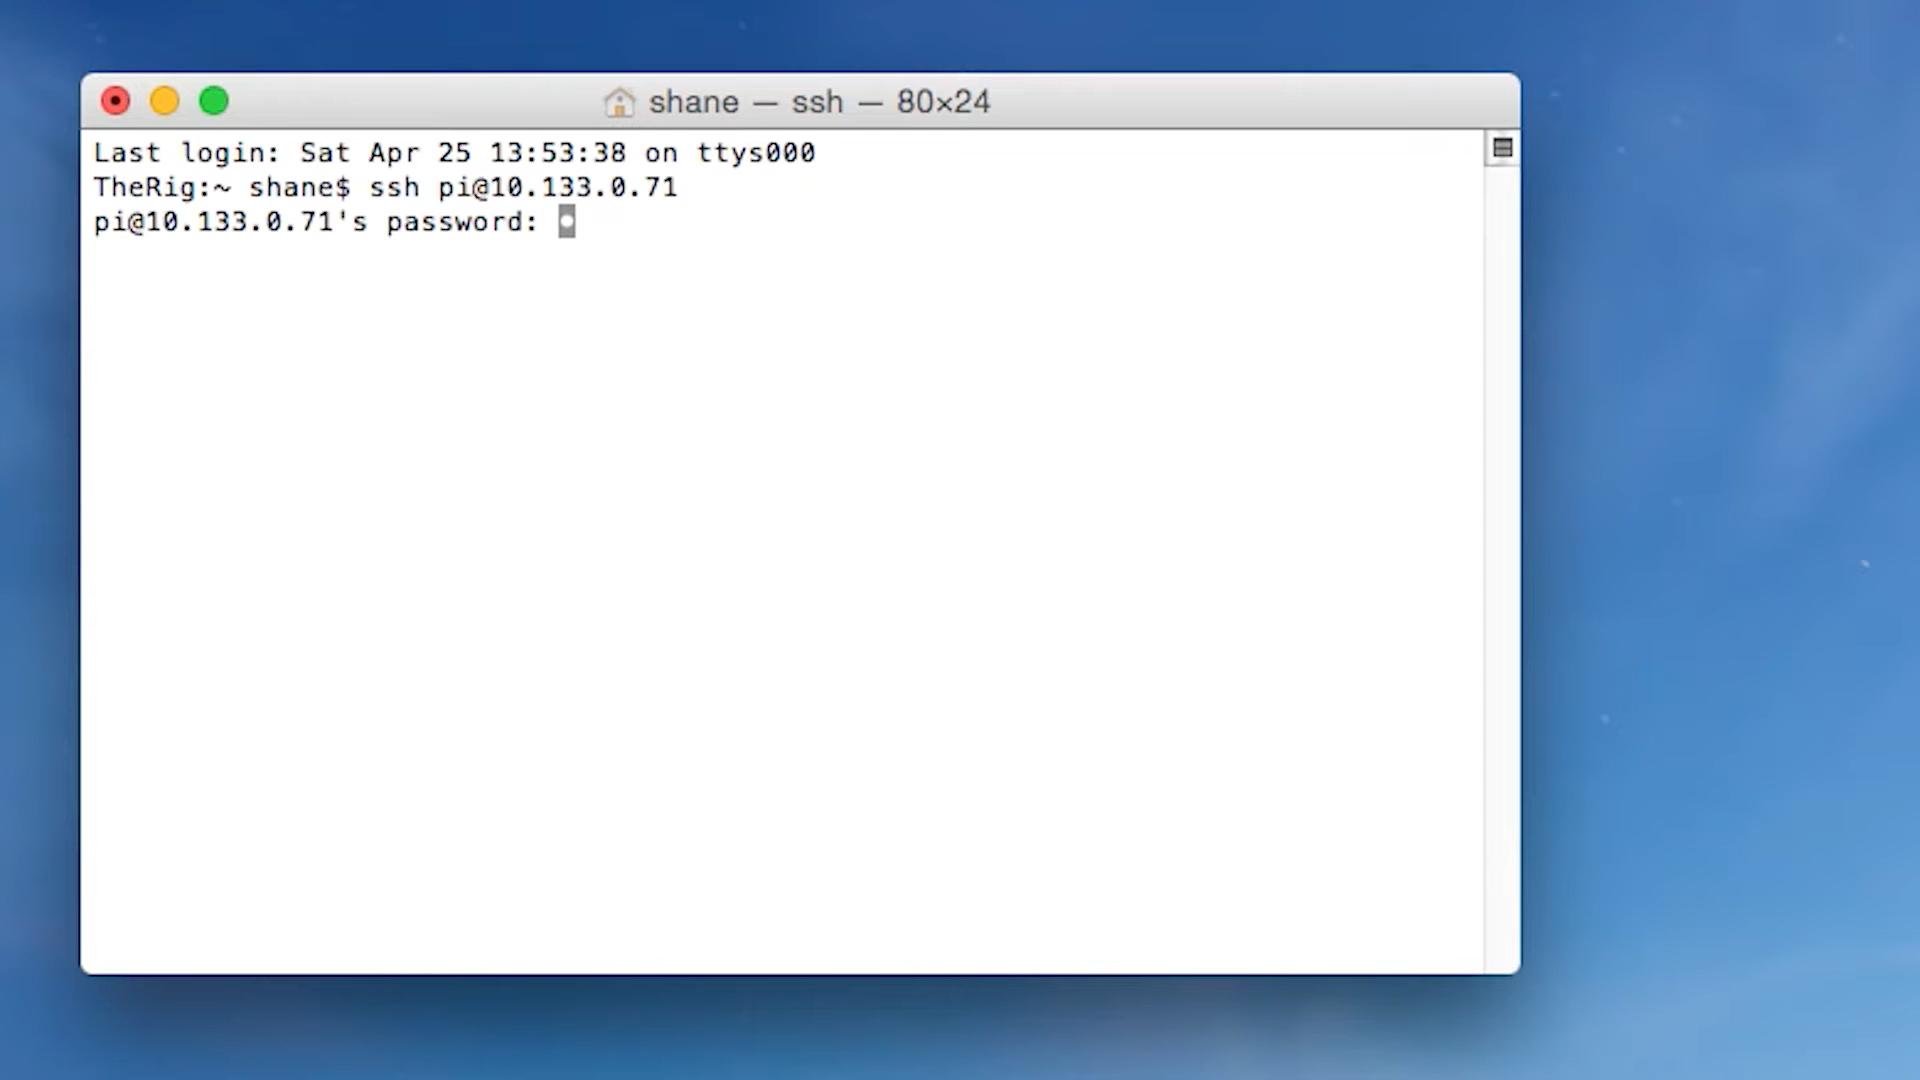 shane — ssh — 80×24
Last login: Sat Apr 25 13:53:38 on ttys000
TheRig:~ shane$ ssh pi@10.133.0.71
pi@10.133.0.71's password: